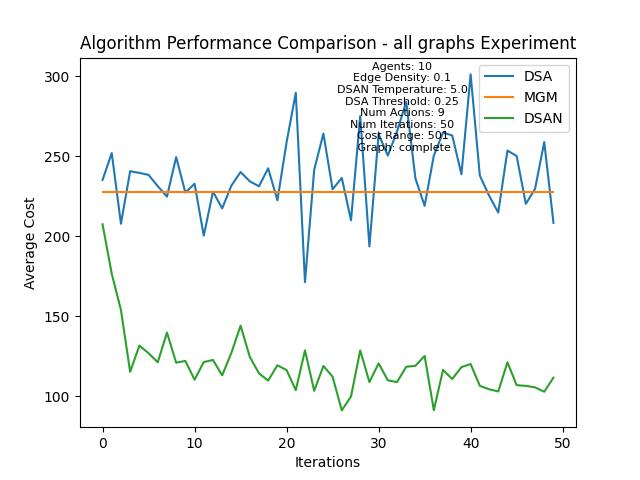 Algorithm Performance Comparison - all graphs Experiment
Agents: 10
Edge Density: 0.1
DSAN Temperature: 5.0
DSA Threshold: 0.25
Num Actions: 9
Num Iterations: 50
Cost Range: 501
Graph: complete
DSA
MGM
DSAN
Average Cost
300
250
200
150
100
0
10
20
30
40
50
Iterations